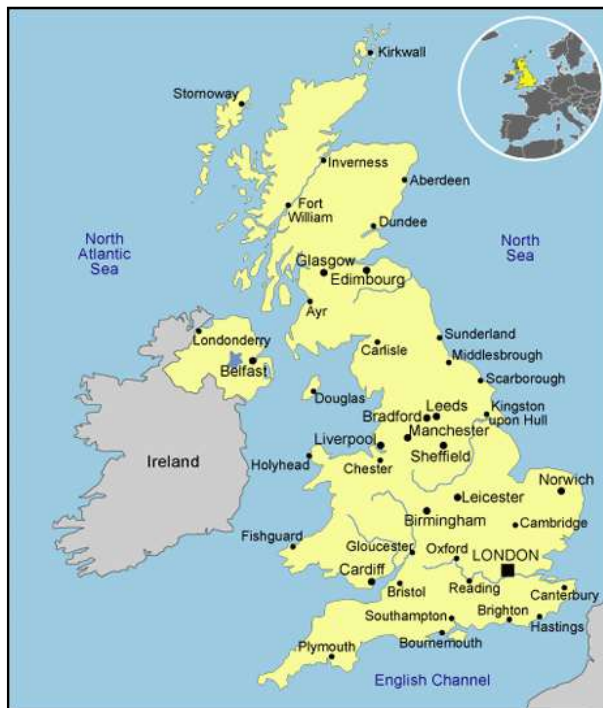 Kirkwall
Stornoway
Inverness
Aberdeen
Fort
William
Dundee
North
Atlantic
Sea
North
Sea
Glasgow
Edimbourg
Ayr
Londonderry
Sunderland
Carlisle
Middlesbrough
Belfast
Scarborough
Douglas
Leeds
Bradford
Kingston
upon Hull
Manchester
Liverpool
Sheffield
Ireland
Holyhead
Chester
Norwich
Leicester
Birmingham
Cambridge
Fishguard
Gloucester
Oxford
LONDON
Cardiff
Bristol
Reading
Canterbury
Southampton
Brighton
Hastings
Bournemouth
Plymouth
English Channel